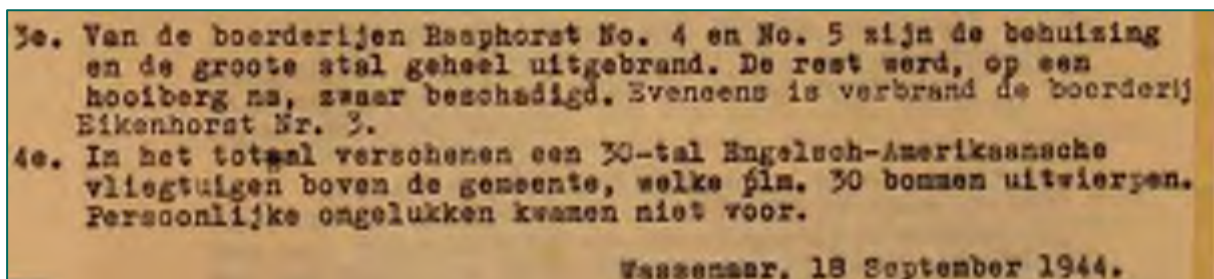 3e. Van de boerderijen Raaphorst No. 4 en No. 5 zijn de behuizing
en de groote stal geheel uitgebrand. De rest werd, op een
hooiberg na, zwaar beschadigd. Eveneens is verbrand de boerderij
Eikenhorst Nr. 3.
4e. In het totaal verschenen een 30-tal Engelsch-Amerikaansche
vliegtuigen boven de gemeente, welke plm. 30 bommen uitwierpen.
Persoonlijke ongelukken kwamen niet voor.
Wassenaar, 18 September 1944.